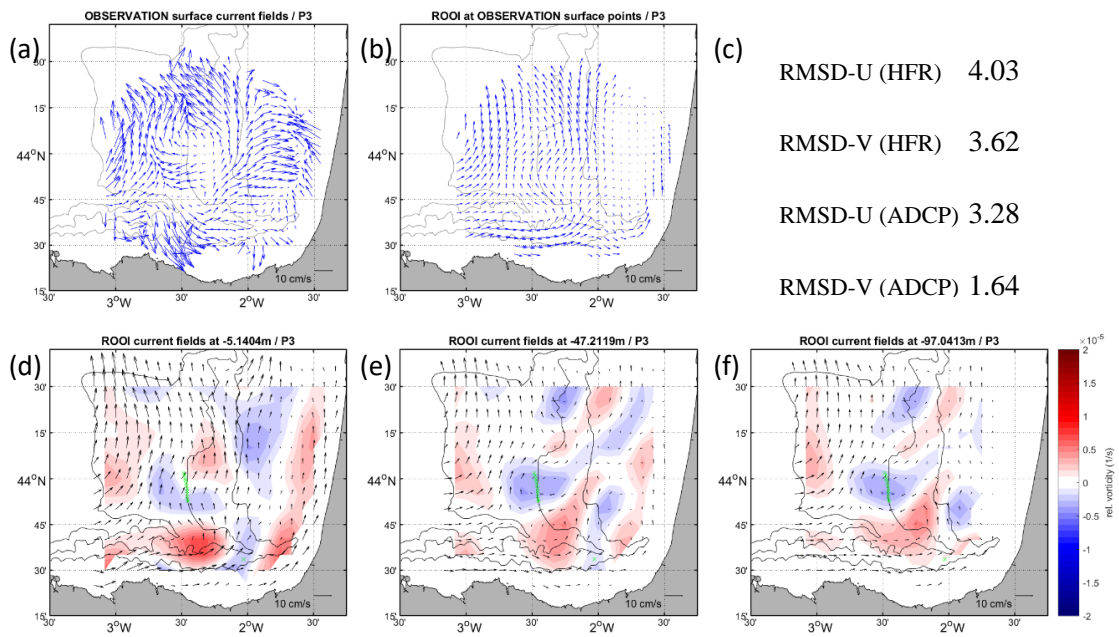 OBSERVATION surface current fields / P3
ROOI at OBSERVATION surface points / P3
(a)
(b)
(c)
30'
15'
44°N
45'
30'
15'
30'
3°W
30'
2°W
30'
10 cm/s
30'
15'
44°N
45'
30'
15'
30'
3°W
30'
2°W
30'
10 cm/s
RMSD-U (HFR) 4.03
RMSD-V (HFR) 3.62
RMSD-U (ADCP) 3.28
RMSD-V (ADCP) 1.64
ROOI current fields at -5.1404m / P3
ROOI current fields at -47.2119m / P3
ROOI current fields at -97.0413m / P3
(d)
(e)
(f)
30'
15'
44°N
45'
30'
15'
30'
3°W
30'
2°W
30'
10 cm/s
30'
15'
44°N
45'
30'
15'
30'
3°W
30'
2°W
30'
10 cm/s
30'
15'
44°N
45'
30'
15'
30'
3°W
30'
2°W
30'
10 cm/s
×10⁻⁵
2
1.5
1
0.5
0
-0.5
-1
-1.5
-2
rel. vorticity (1/s)